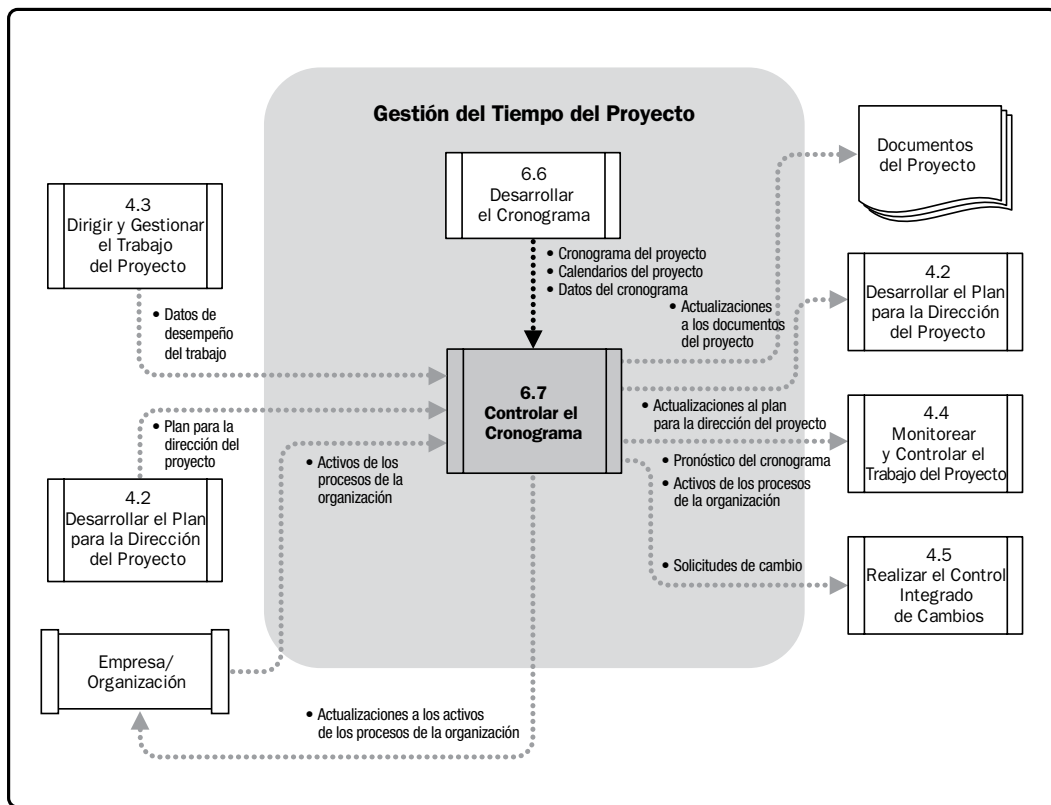 Gestión del Tiempo del Proyecto
6.6
Desarrollar
el Cronograma
Documentos
del Proyecto
4.3
Dirigir y Gestionar
el Trabajo
del Proyecto
• Cronograma del proyecto
• Calendarios del proyecto
• Datos del cronograma
4.2
Desarrollar el Plan
para la Dirección
del Proyecto
• Datos de
desempeño
del trabajo
• Actualizaciones
a los documentos
del proyecto
6.7
Controlar el
Cronograma
• Actualizaciones al plan
para la dirección del proyecto
4.4
Monitorear
y Controlar el
Trabajo del Proyecto
• Plan para la
dirección del
proyecto
• Activos de los
procesos de la
organización
• Pronóstico del cronograma
• Activos de los procesos
de la organización
4.2
Desarrollar el Plan
para la Dirección
del Proyecto
• Solicitudes de cambio
4.5
Realizar el Control
Integrado
de Cambios
Empresa/
Organización
• Actualizaciones a los activos
de los procesos de la organización